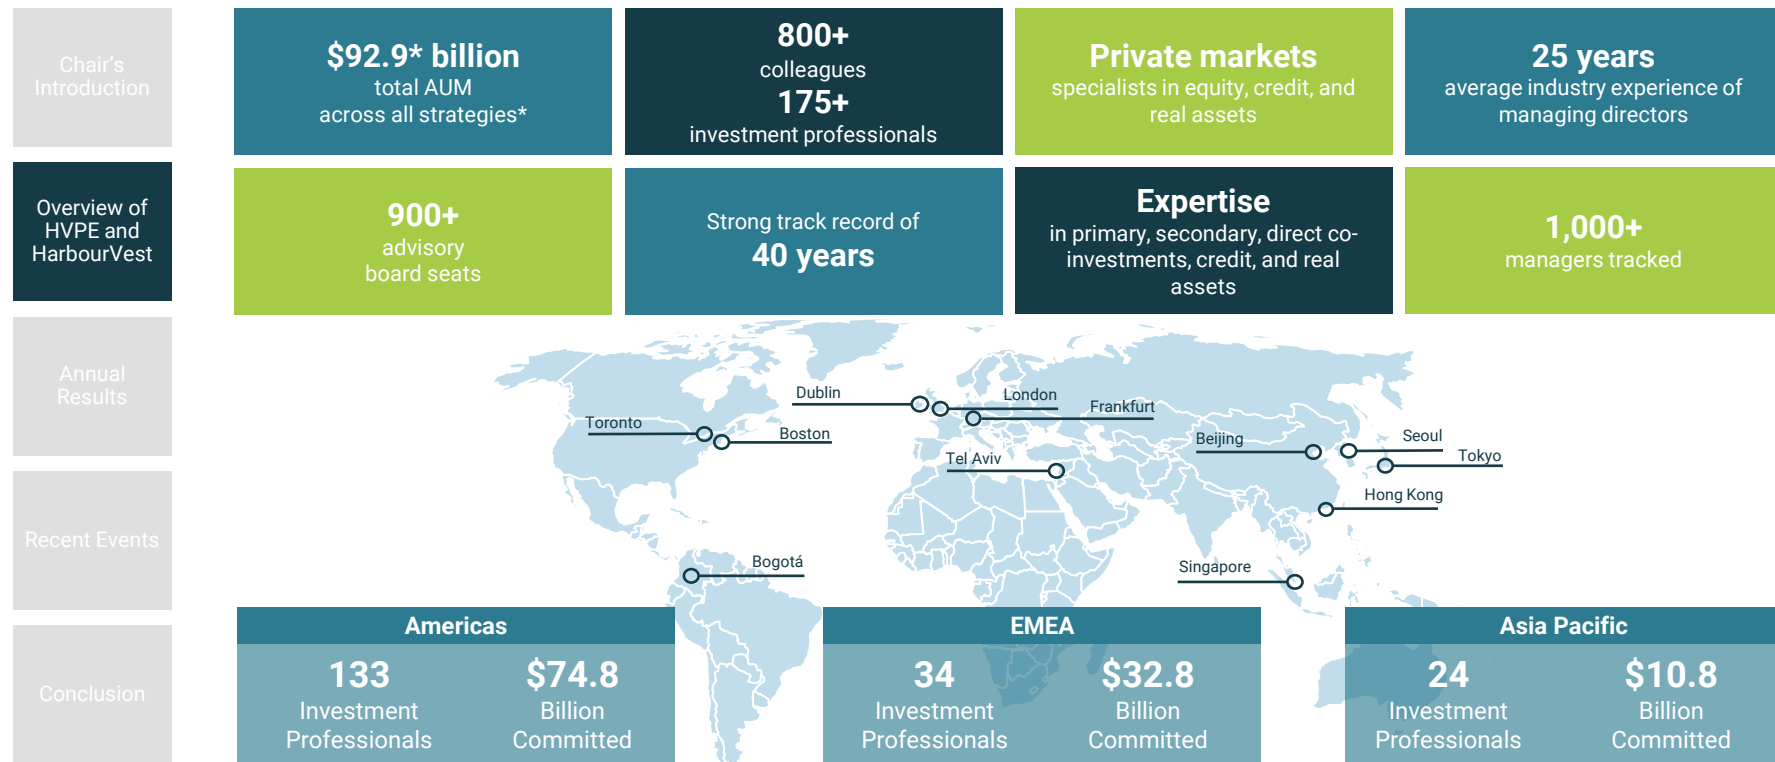 Chair's
Introduction
Overview of
HVPE and
HarbourVest
Annual
Results
Recent Events
Conclusion
$92.9* billion
total AUM
across all strategies*
800+
colleagues
175+
investment professionals
Private markets
specialists in equity, credit, and
real assets
25 years
average industry experience of
managing directors
900+
advisory
board seats
Strong track record of
40 years
Expertise
in primary, secondary, direct co-
investments, credit, and real
assets
1,000+
managers tracked
Dublin
London
Frankfurt
Toronto
Boston
Tel Aviv
Beijing
Seoul
Tokyo
Hong Kong
Bogotá
Singapore
Americas
133
Investment
Professionals
$74.8
Billion
Committed
EMEA
34
Investment
Professionals
$32.8
Billion
Committed
Asia Pacific
24
Investment
Professionals
$10.8
Billion
Committed